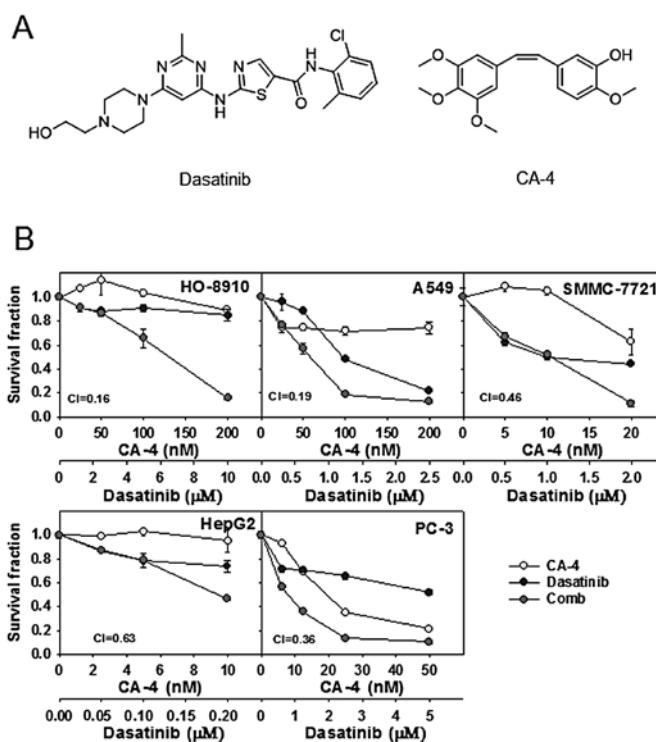 A
Cl
H
N
O
S
N
N
N
N
H
N
N
HO
Dasatinib
O
O
O
OH
O
CA-4
B
HO-8910
A549
SMMC-7721
Survival fraction
1.0
0.8
0.6
0.4
0.2
0.0
CI=0.16
CI=0.19
CI=0.46
0 50 100 150 200
0 50 100 150 200
0 5 10 15 20
CA-4 (nM)
CA-4 (nM)
CA-4 (nM)
0 2 4 6 8 10
0.0 0.5 1.0 1.5 2.0 2.5
0.0 0.5 1.0 1.5 2.0
Dasatinib (µM)
Dasatinib (µM)
Dasatinib (µM)
HepG2
PC-3
Survival fraction
1.0
0.8
0.6
0.4
0.2
0.0
CI=0.63
CI=0.36
0 2 4 6 8 10
0 10 20 30 40 50
CA-4 (nM)
CA-4 (nM)
0.00 0.05 0.10 0.15 0.20
0 1 2 3 4 5
Dasatinib (µM)
Dasatinib (µM)
CA-4
Dasatinib
Comb